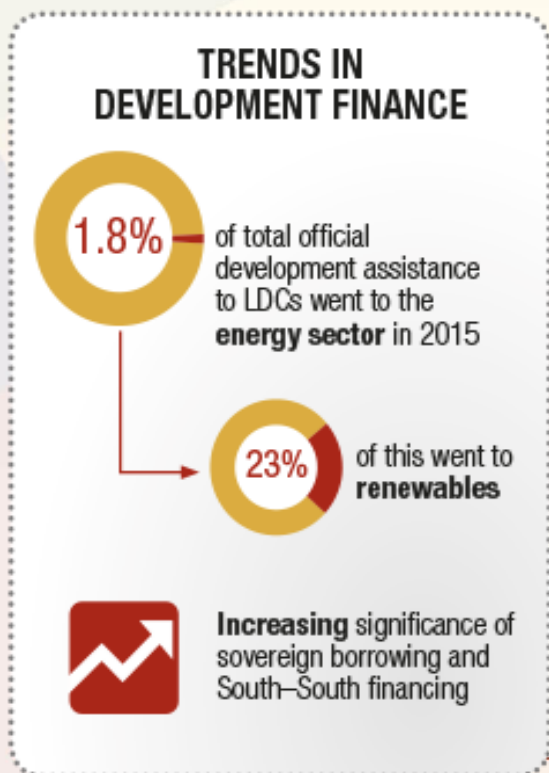 TRENDS IN
DEVELOPMENT FINANCE
1.8%
of total official
development assistance
to LDCs went to the
energy sector in 2015
23%
of this went to
renewables
Increasing significance of
sovereign borrowing and
South–South financing